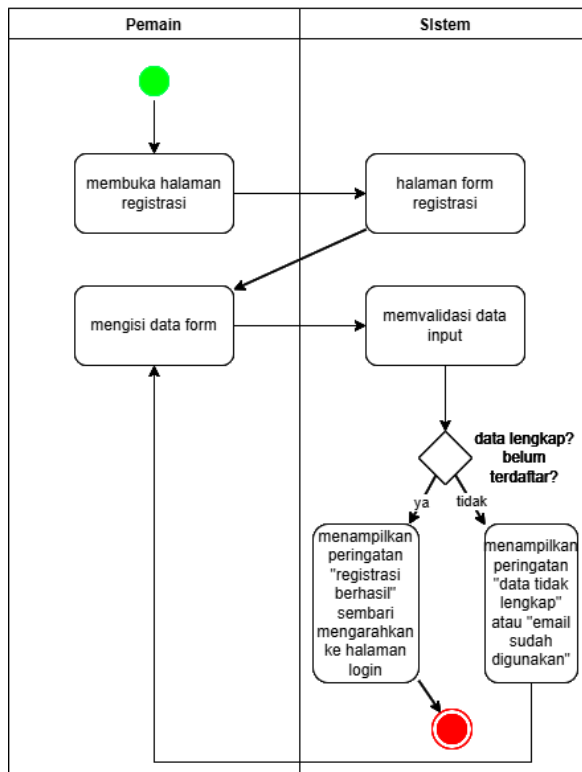 Pemain
Sistem
membuka halaman
registrasi
halaman form
registrasi
mengisi data form
memvalidasi data
input
data lengkap?
belum
terdaftar?
ya
tidak
menampilkan
peringatan
"registrasi
berhasil"
sembari
mengarahkan
ke halaman
login
menampilkan
peringatan
"data tidak
lengkap"
atau "email
sudah
digunakan"